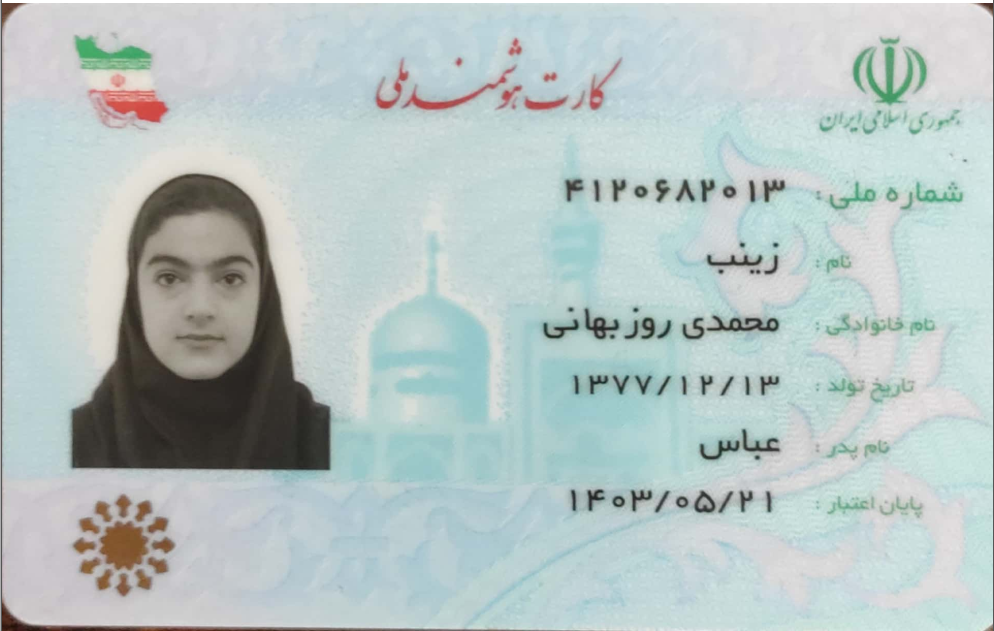 کارت هوشمند ملی
جمهوری اسلامی ایران
شماره ملی : ۴۱۲۰۶۸۲۰۱۳
نام : زینب
نام خانوادگی : محمدی روزبهانی
تاریخ تولد : ۱۳۷۷/۱۲/۱۳
نام پدر : عباس
پایان اعتبار : ۱۴۰۳/۰۵/۲۱